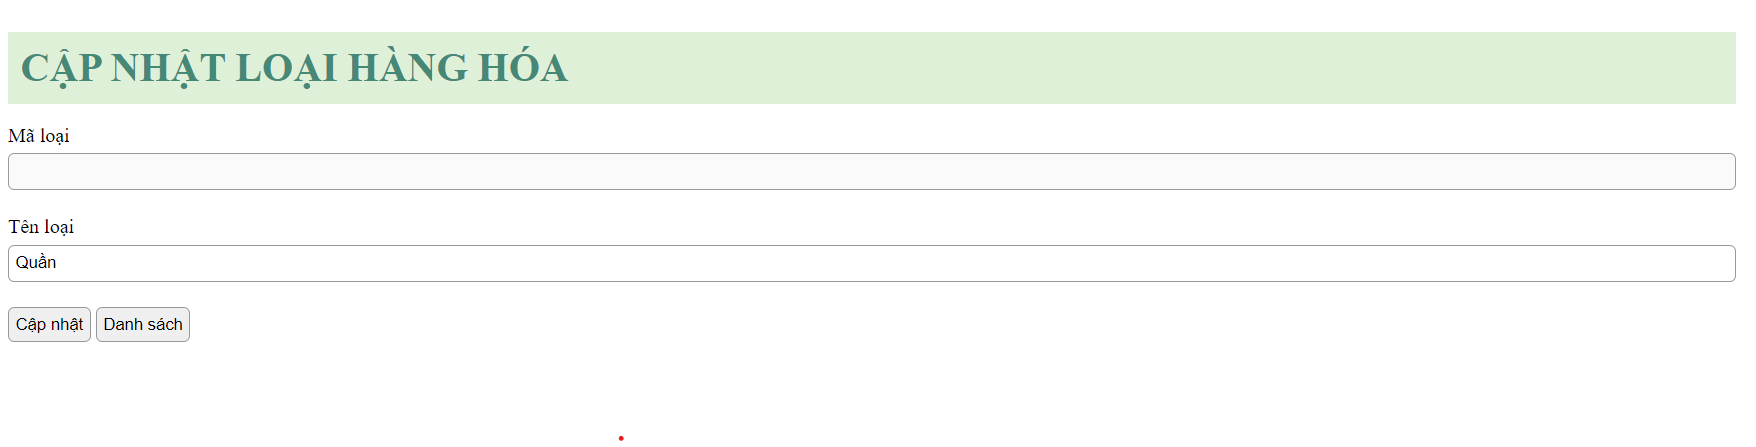 CẬP NHẬT LOẠI HÀNG HÓA
Mã loại
Tên loại
Quần
Cập nhật Danh sách